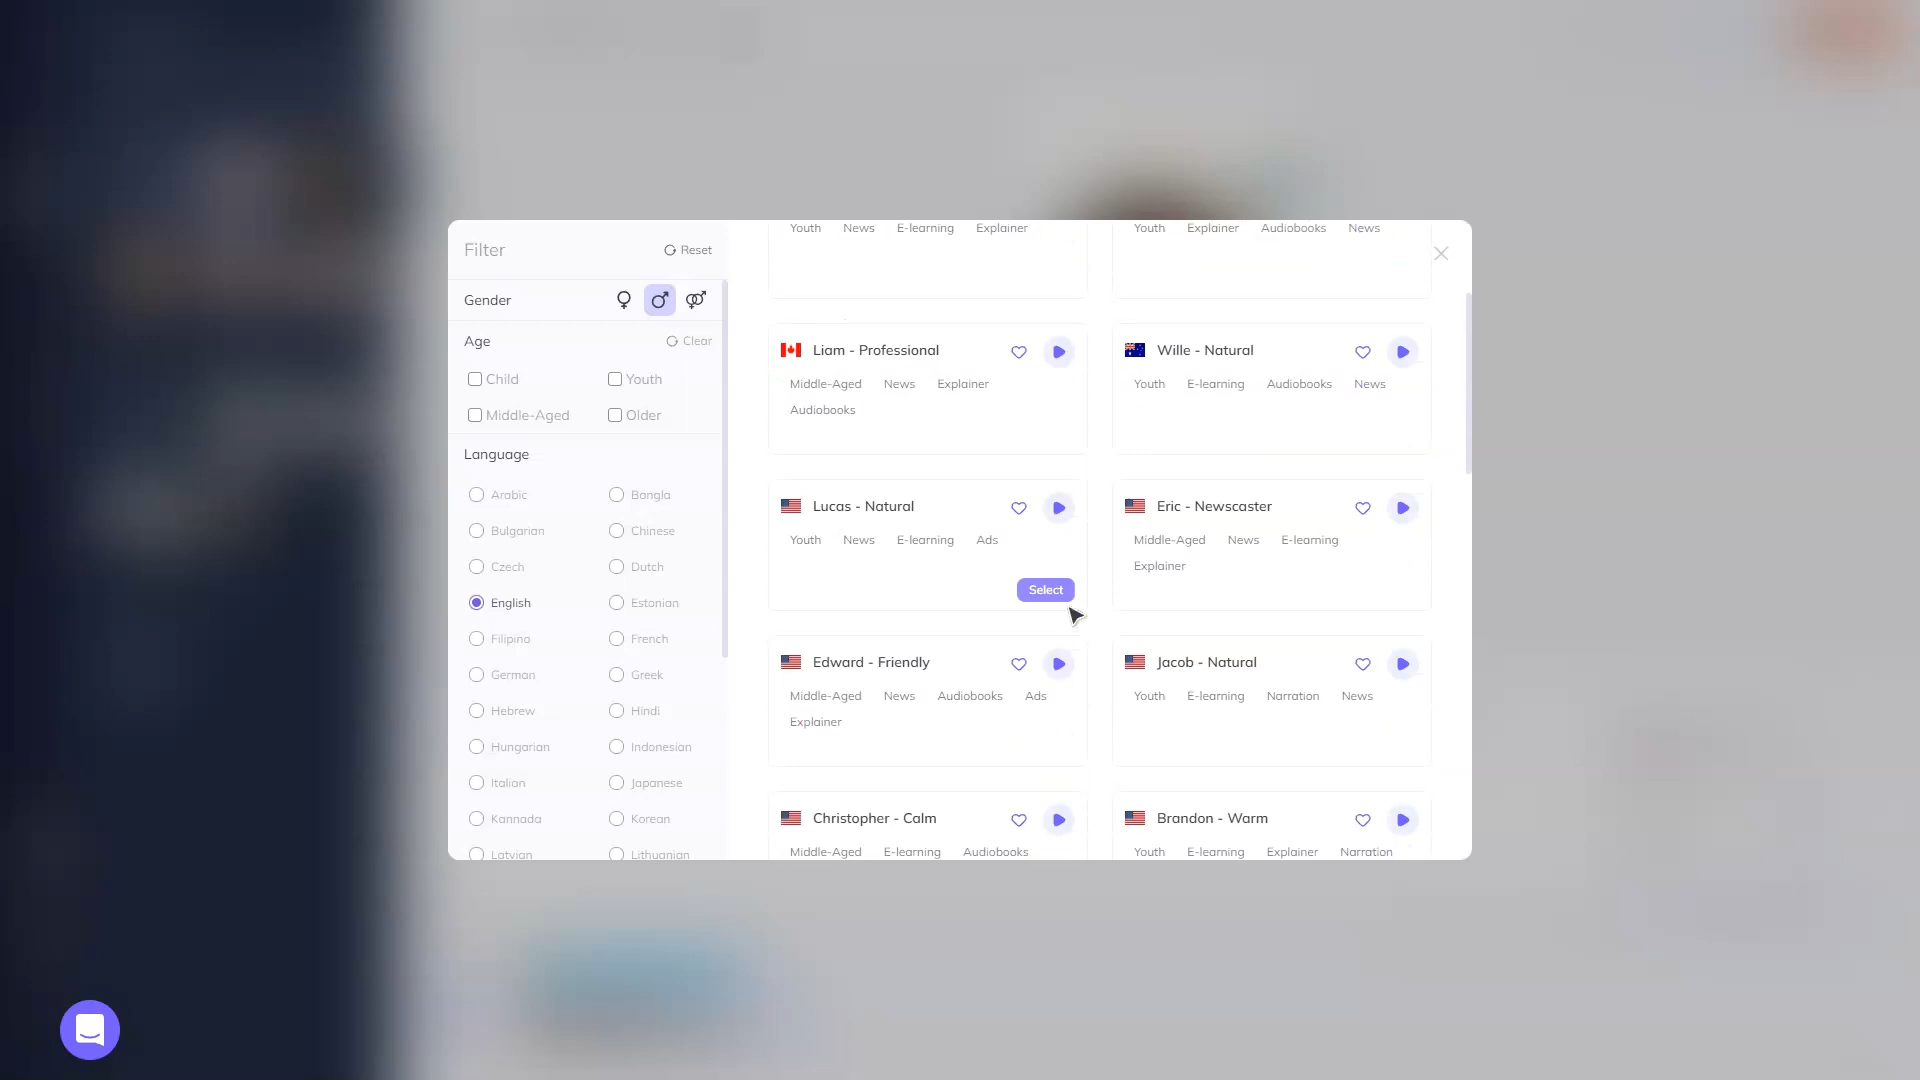 Filter
Reset
Gender
Age
Clear
Child
Youth
Middle-Aged
Older
Language
Arabic
Bangla
Bulgarian
Chinese
Czech
Dutch
English
Estonian
Filipino
French
German
Greek
Hebrew
Hindi
Hungarian
Indonesian
Italian
Japanese
Kannada
Korean
Latvian
Lithuanian
Youth News E-learning Explainer
Youth Explainer Audiobooks News
Liam - Professional
Middle-Aged News Explainer
Audiobooks
Wille - Natural
Youth E-learning Audiobooks News
Lucas - Natural
Youth News E-learning Ads
Select
Eric - Newscaster
Middle-Aged News E-learning
Explainer
Edward - Friendly
Middle-Aged News Audiobooks Ads
Explainer
Jacob - Natural
Youth E-learning Narration News
Christopher - Calm
Middle-Aged E-learning Audiobooks
Brandon - Warm
Youth E-learning Explainer Narration